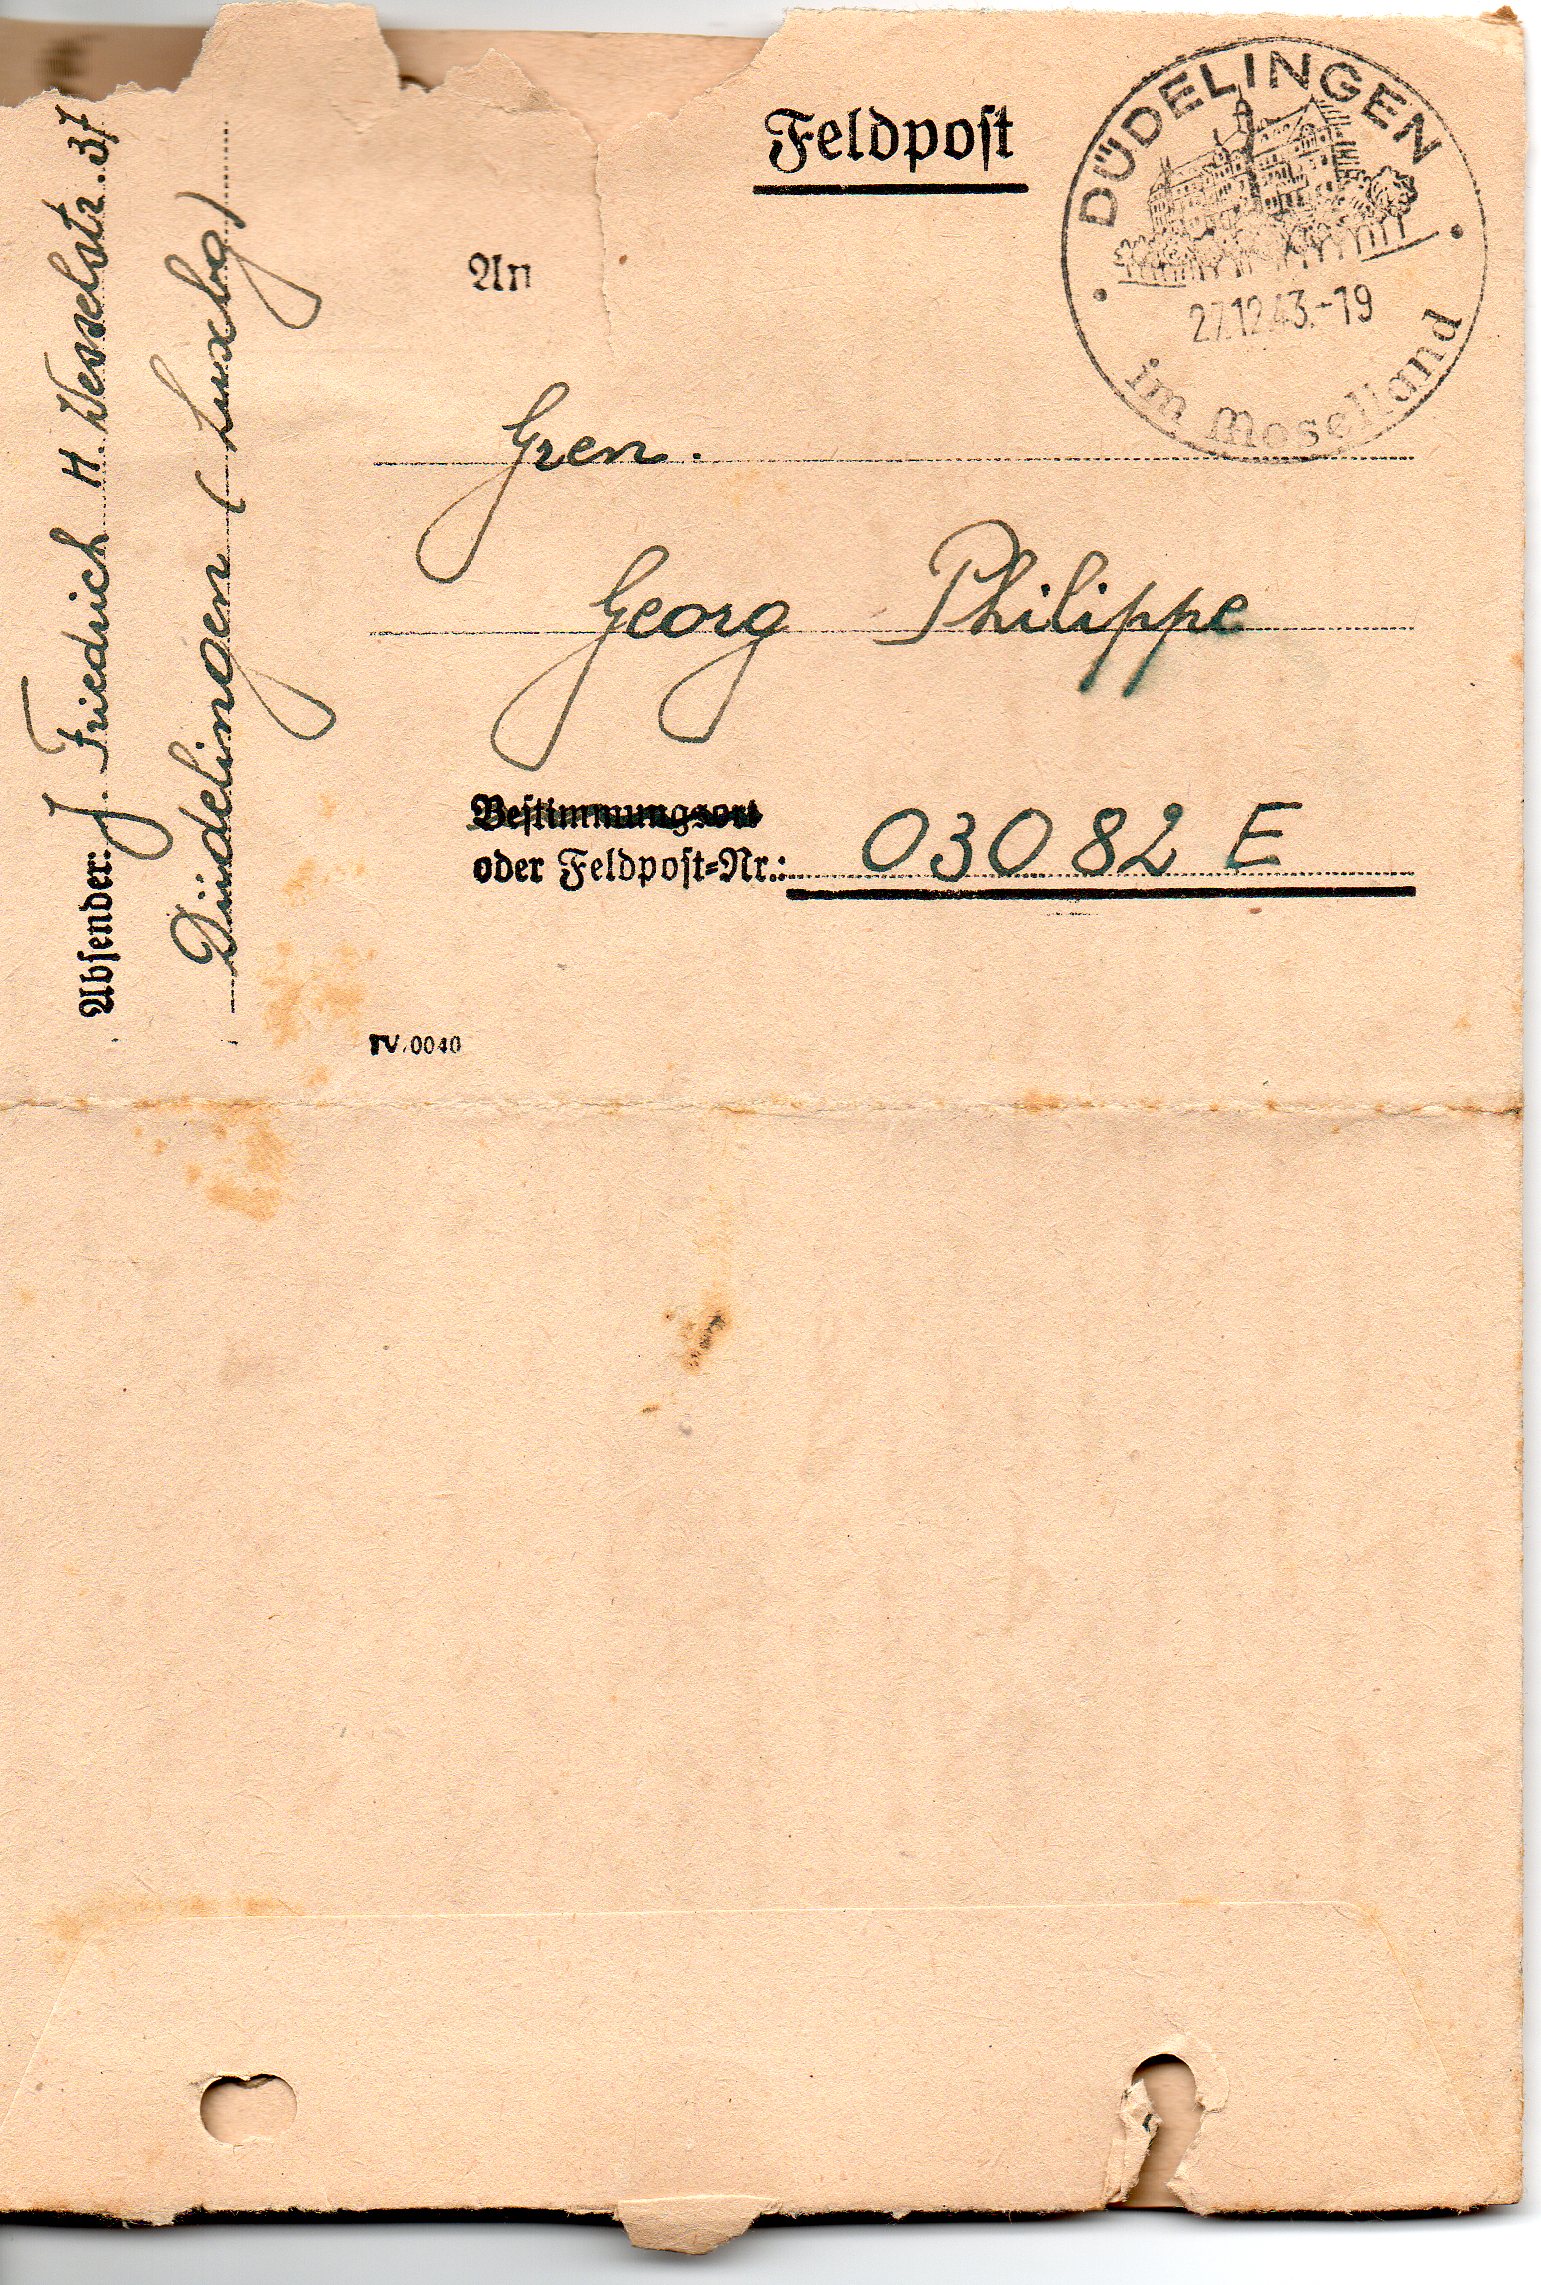 Feldpost
DÜDELINGEN
27.12.43.-19
im Moselland
An
Gren.
Georg Philippe
Bestimmungsort
oder Feldpost-Nr.: 03082 E
Absender: J. Friedrich H. Wesselstr. 37
Düdelingen (Luxbg)
IV/0040